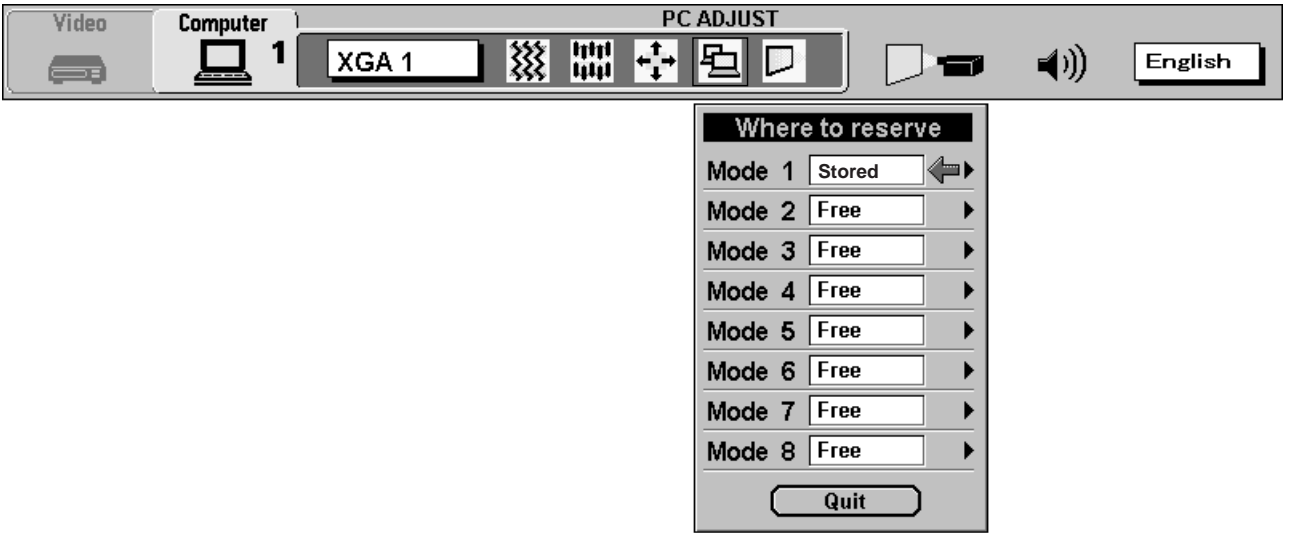 Video
Computer
PC ADJUST
1
XGA 1
English
Where to reserve
Mode 1 Stored
Mode 2 Free
Mode 3 Free
Mode 4 Free
Mode 5 Free
Mode 6 Free
Mode 7 Free
Mode 8 Free
Quit